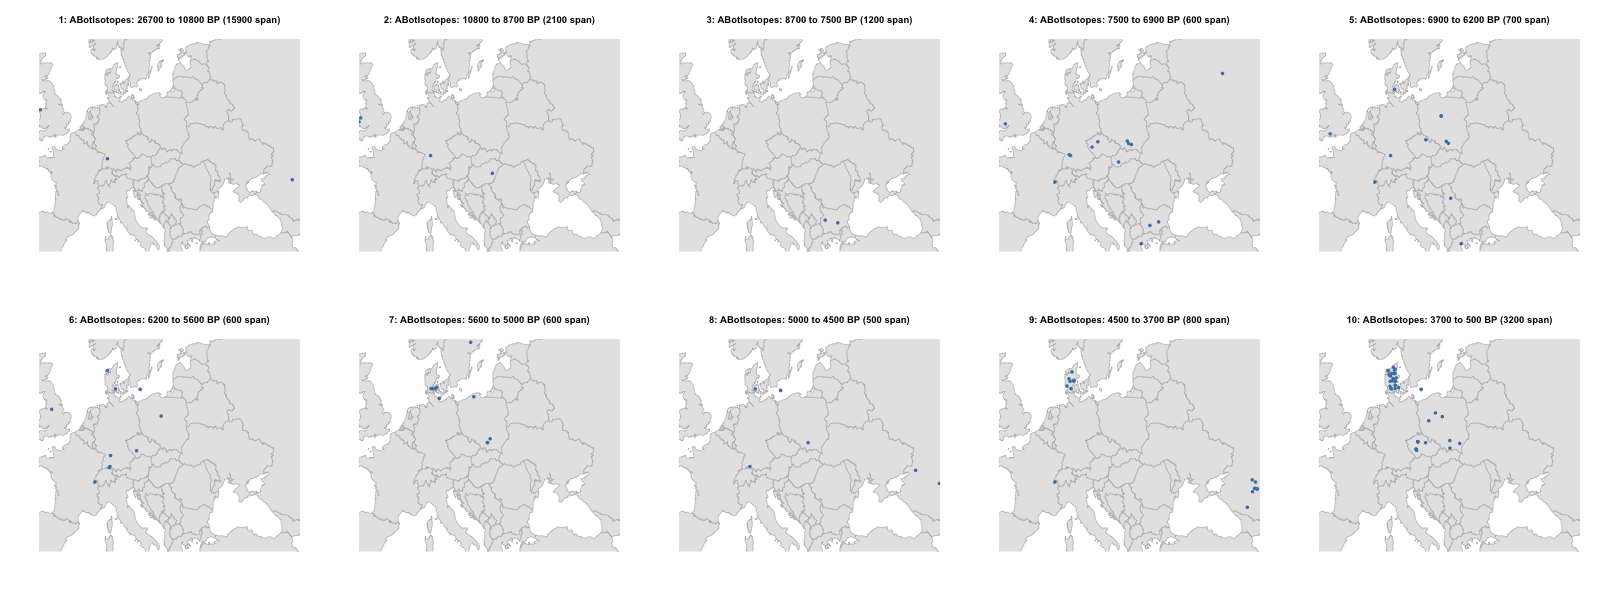 1: ABotIsotopes: 26700 to 10800 BP (15900 span)
2: ABotIsotopes: 10800 to 8700 BP (2100 span)
3: ABotIsotopes: 8700 to 7500 BP (1200 span)
4: ABotIsotopes: 7500 to 6900 BP (600 span)
5: ABotIsotopes: 6900 to 6200 BP (700 span)
6: ABotIsotopes: 6200 to 5600 BP (600 span)
7: ABotIsotopes: 5600 to 5000 BP (600 span)
8: ABotIsotopes: 5000 to 4500 BP (500 span)
9: ABotIsotopes: 4500 to 3700 BP (800 span)
10: ABotIsotopes: 3700 to 500 BP (3200 span)